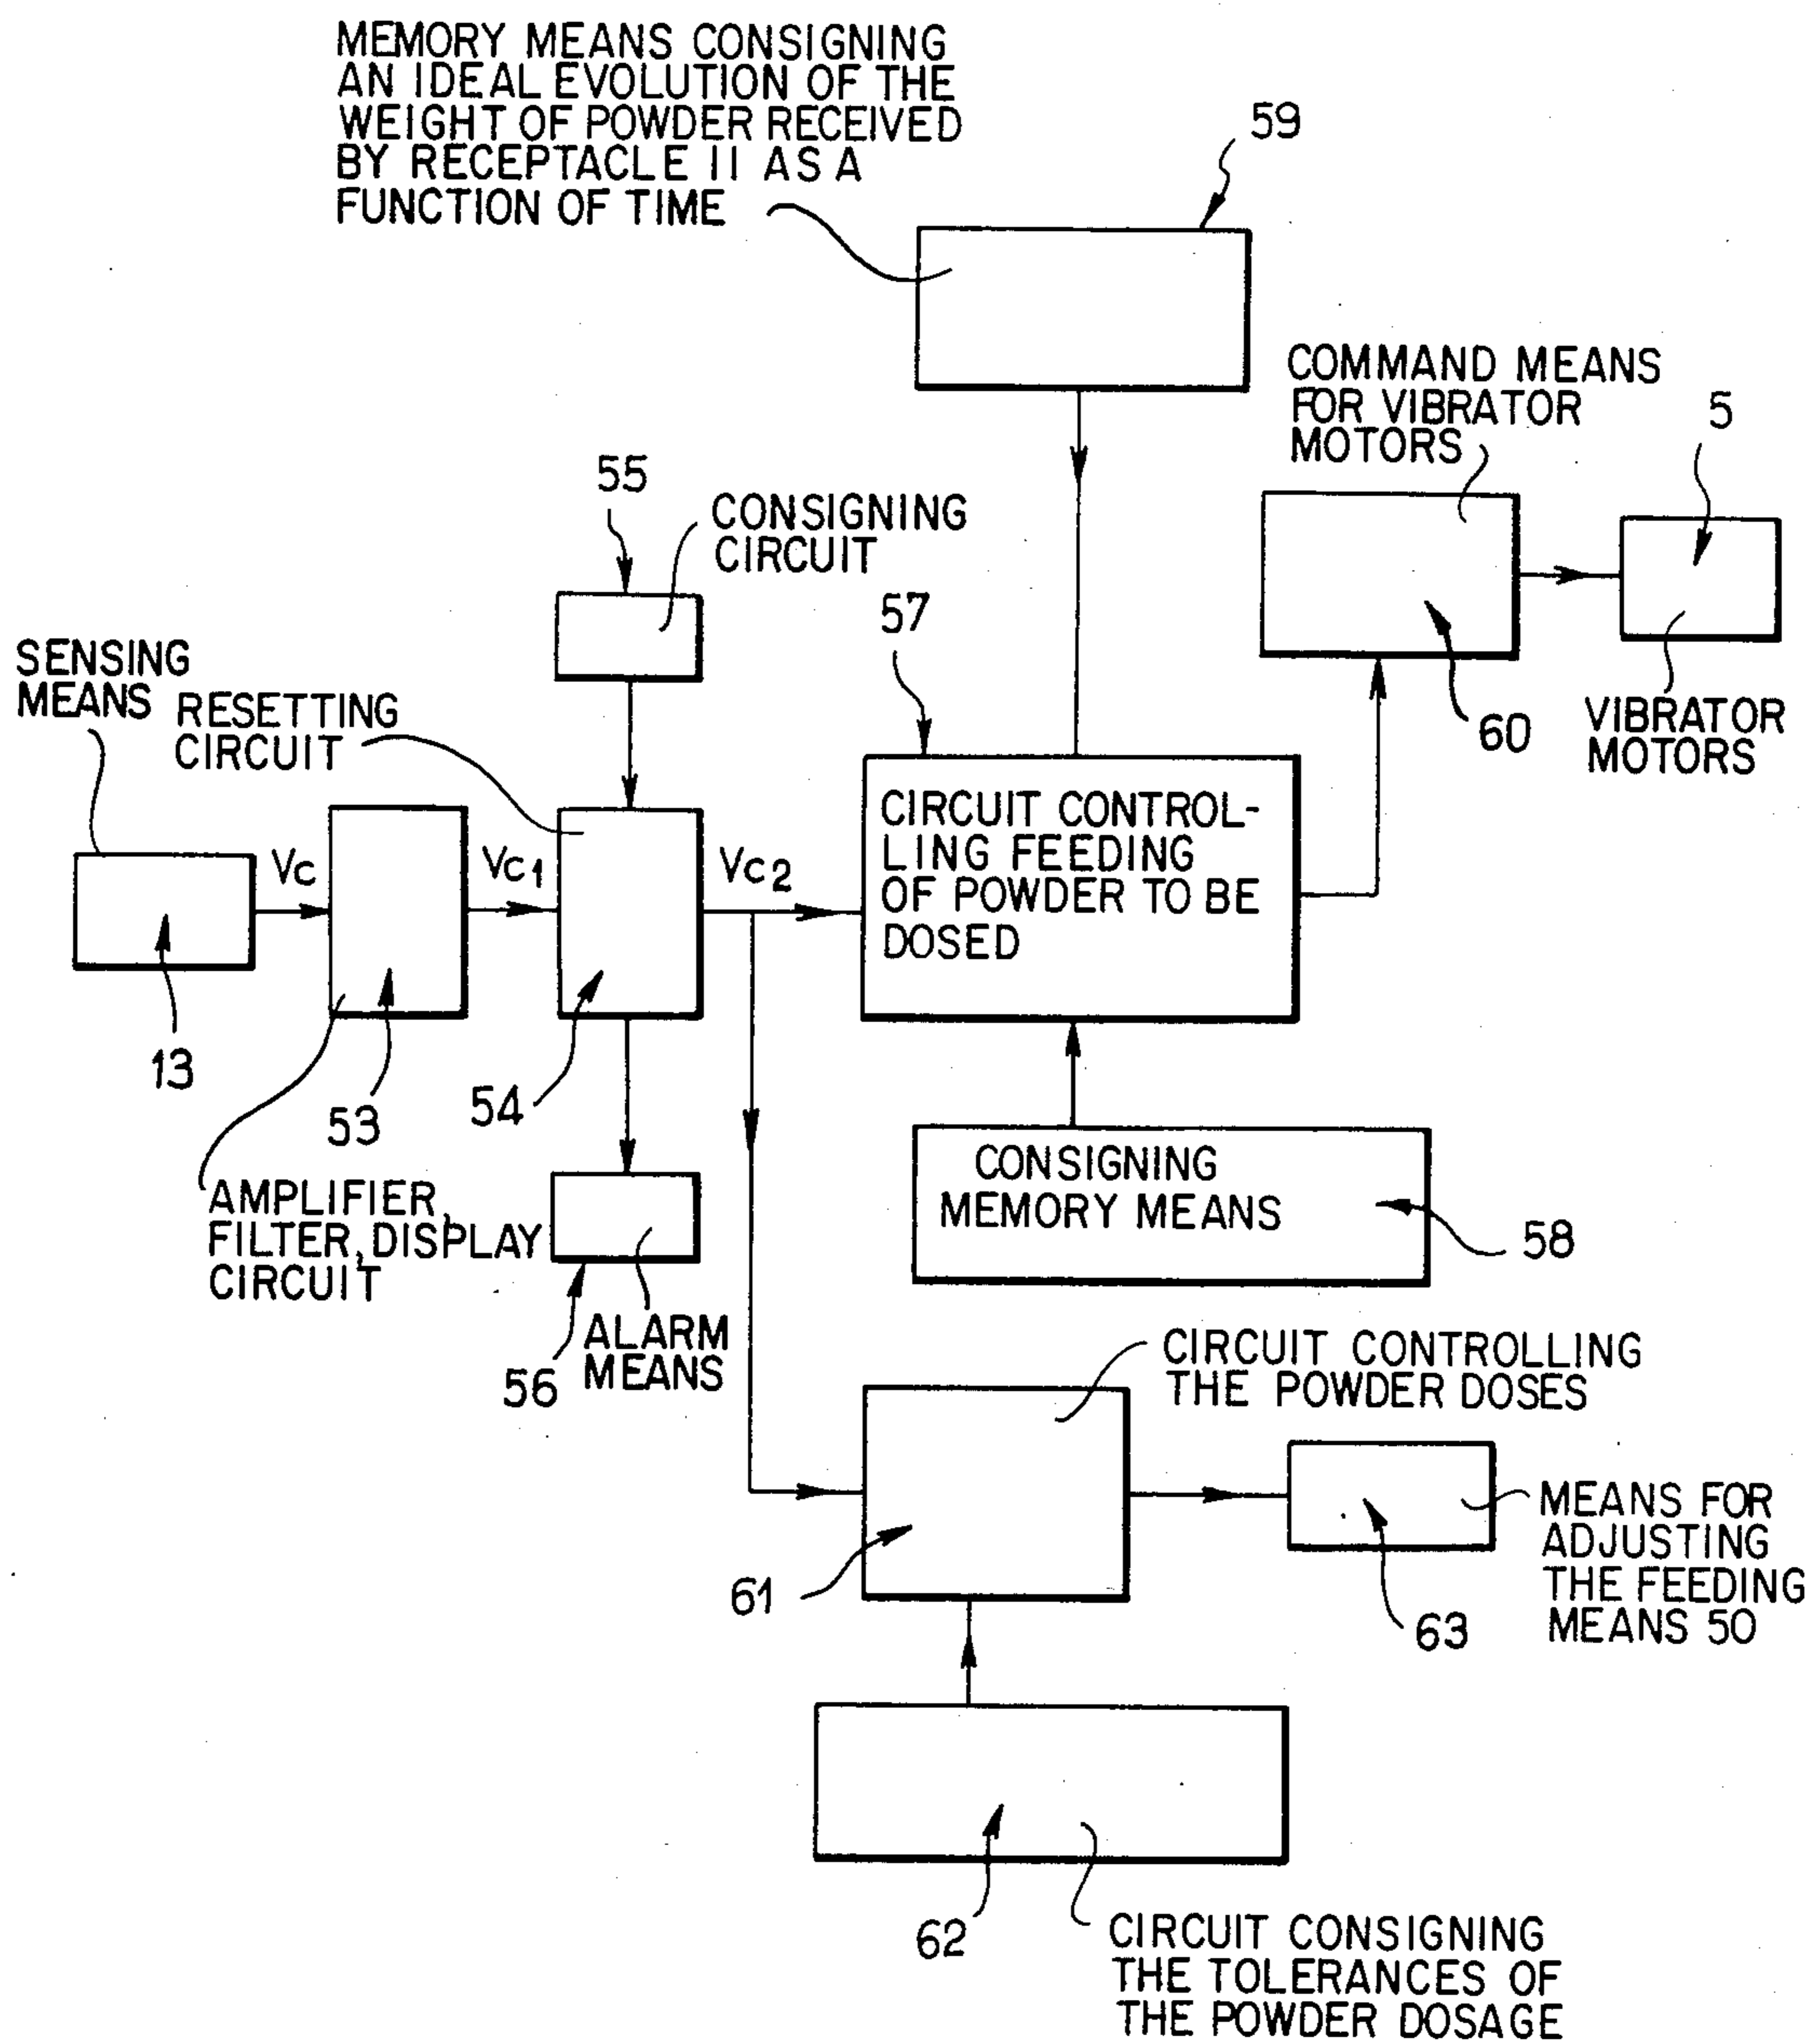 MEMORY MEANS CONSIGNING
AN IDEAL EVOLUTION OF THE
WEIGHT OF POWDER RECEIVED
BY RECEPTACLE 11 AS A
FUNCTION OF TIME
59
COMMAND MEANS
FOR VIBRATOR
MOTORS
5
55
CONSIGNING
CIRCUIT
57
60
VIBRATOR
MOTORS
SENSING
MEANS
RESETTING
CIRCUIT
Vc
Vc1
Vc2
CIRCUIT CONTROL-
LING FEEDING
OF POWDER TO BE
DOSED
13
53
54
AMPLIFIER,
FILTER, DISPLAY
CIRCUIT
CONSIGNING
MEMORY MEANS
58
56
ALARM
MEANS
CIRCUIT CONTROLLING
THE POWDER DOSES
61
63
MEANS FOR
ADJUSTING
THE FEEDING
MEANS 50
62
CIRCUIT CONSIGNING
THE TOLERANCES OF
THE POWDER DOSAGE